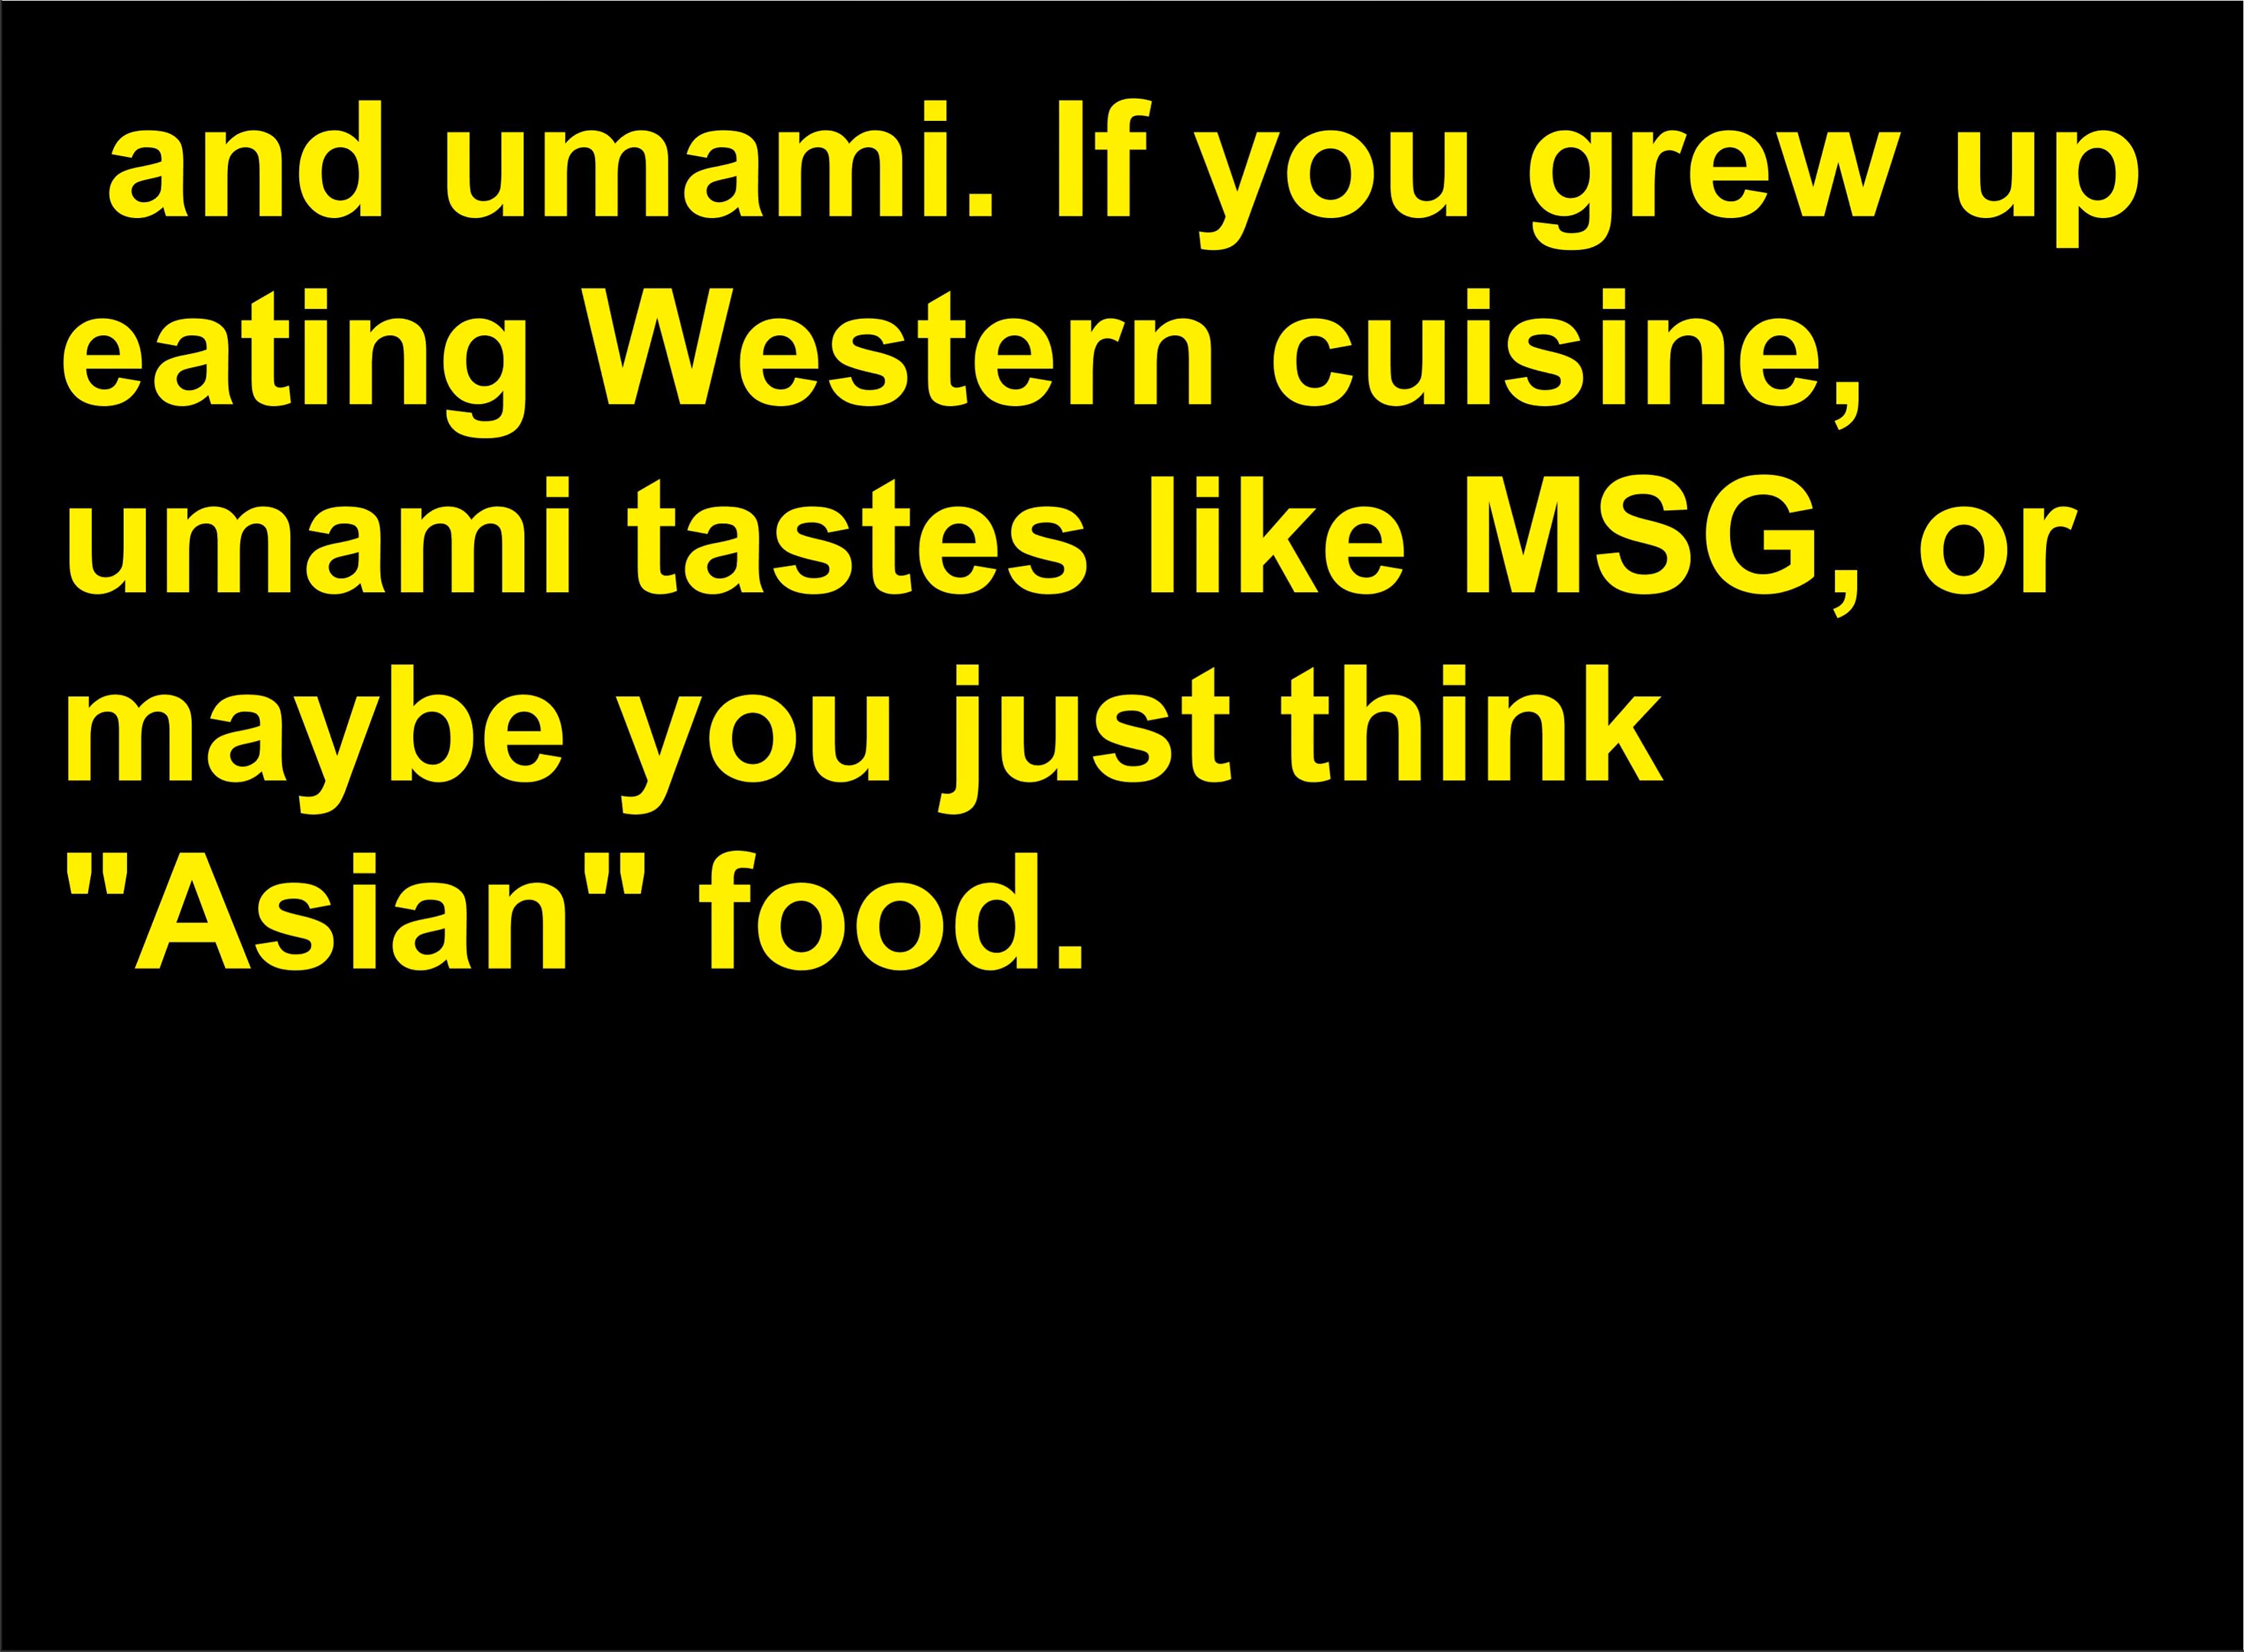 and umami. If you grew up
eating Western cuisine,
umami tastes like MSG, or
maybe you just think
"Asian" food.